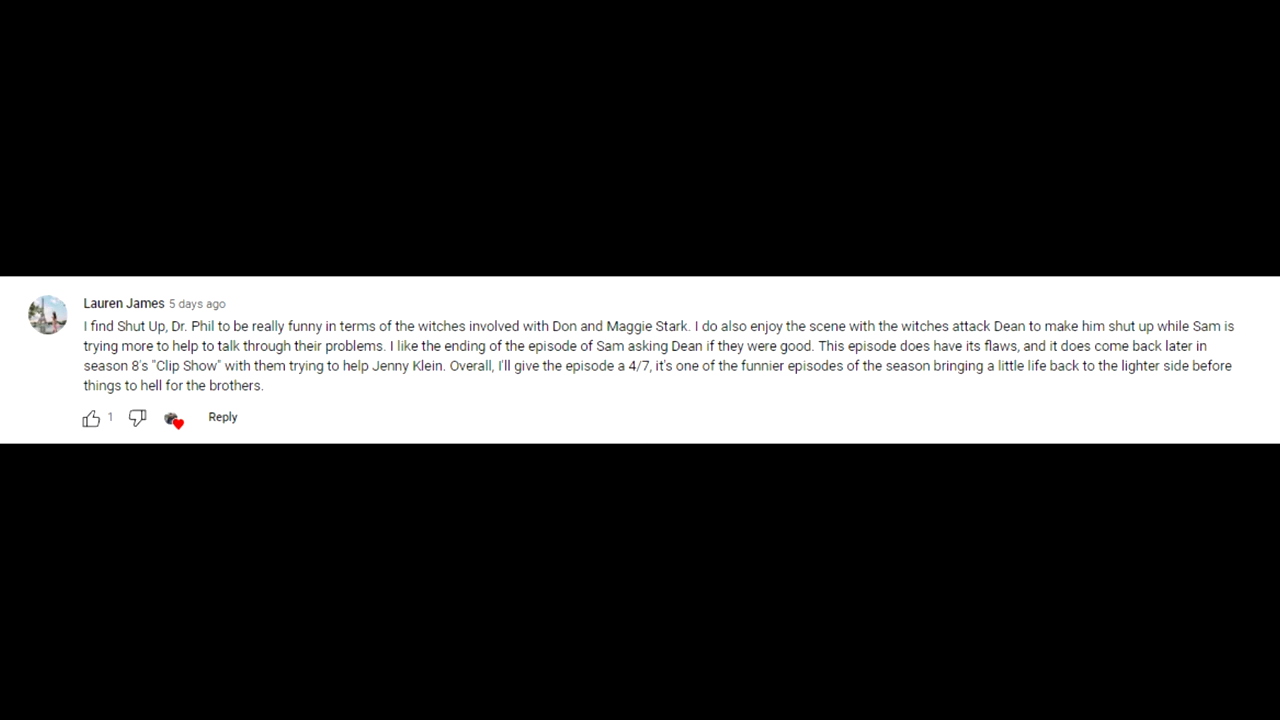 Lauren James 5 days ago
I find Shut Up, Dr. Phil to be really funny in terms of the witches involved with Don and Maggie Stark. I do also enjoy the scene with the witches attack Dean to make him shut up while Sam is
trying more to help to talk through their problems. I like the ending of the episode of Sam asking Dean if they were good. This episode does have its flaws, and it does come back later in
season 8's "Clip Show" with them trying to help Jenny Klein. Overall, I'll give the episode a 4/7, it's one of the funnier episodes of the season bringing a little life back to the lighter side before
things to hell for the brothers.
1 Reply